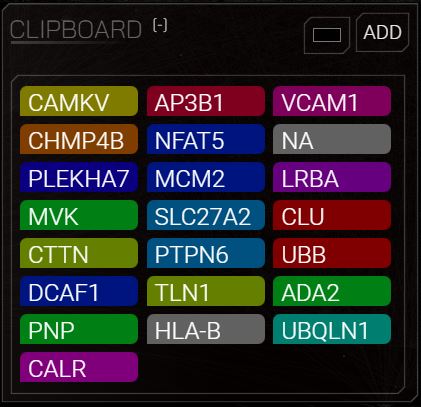 CLIPBOARD [-] ADD
CAMKV AP3B1 VCAM1
CHMP4B NFAT5 NA
PLEKHA7 MCM2 LRBA
MVK SLC27A2 CLU
CTTN PTPN6 UBB
DCAF1 TLN1 ADA2
PNP HLA-B UBQLN1
CALR